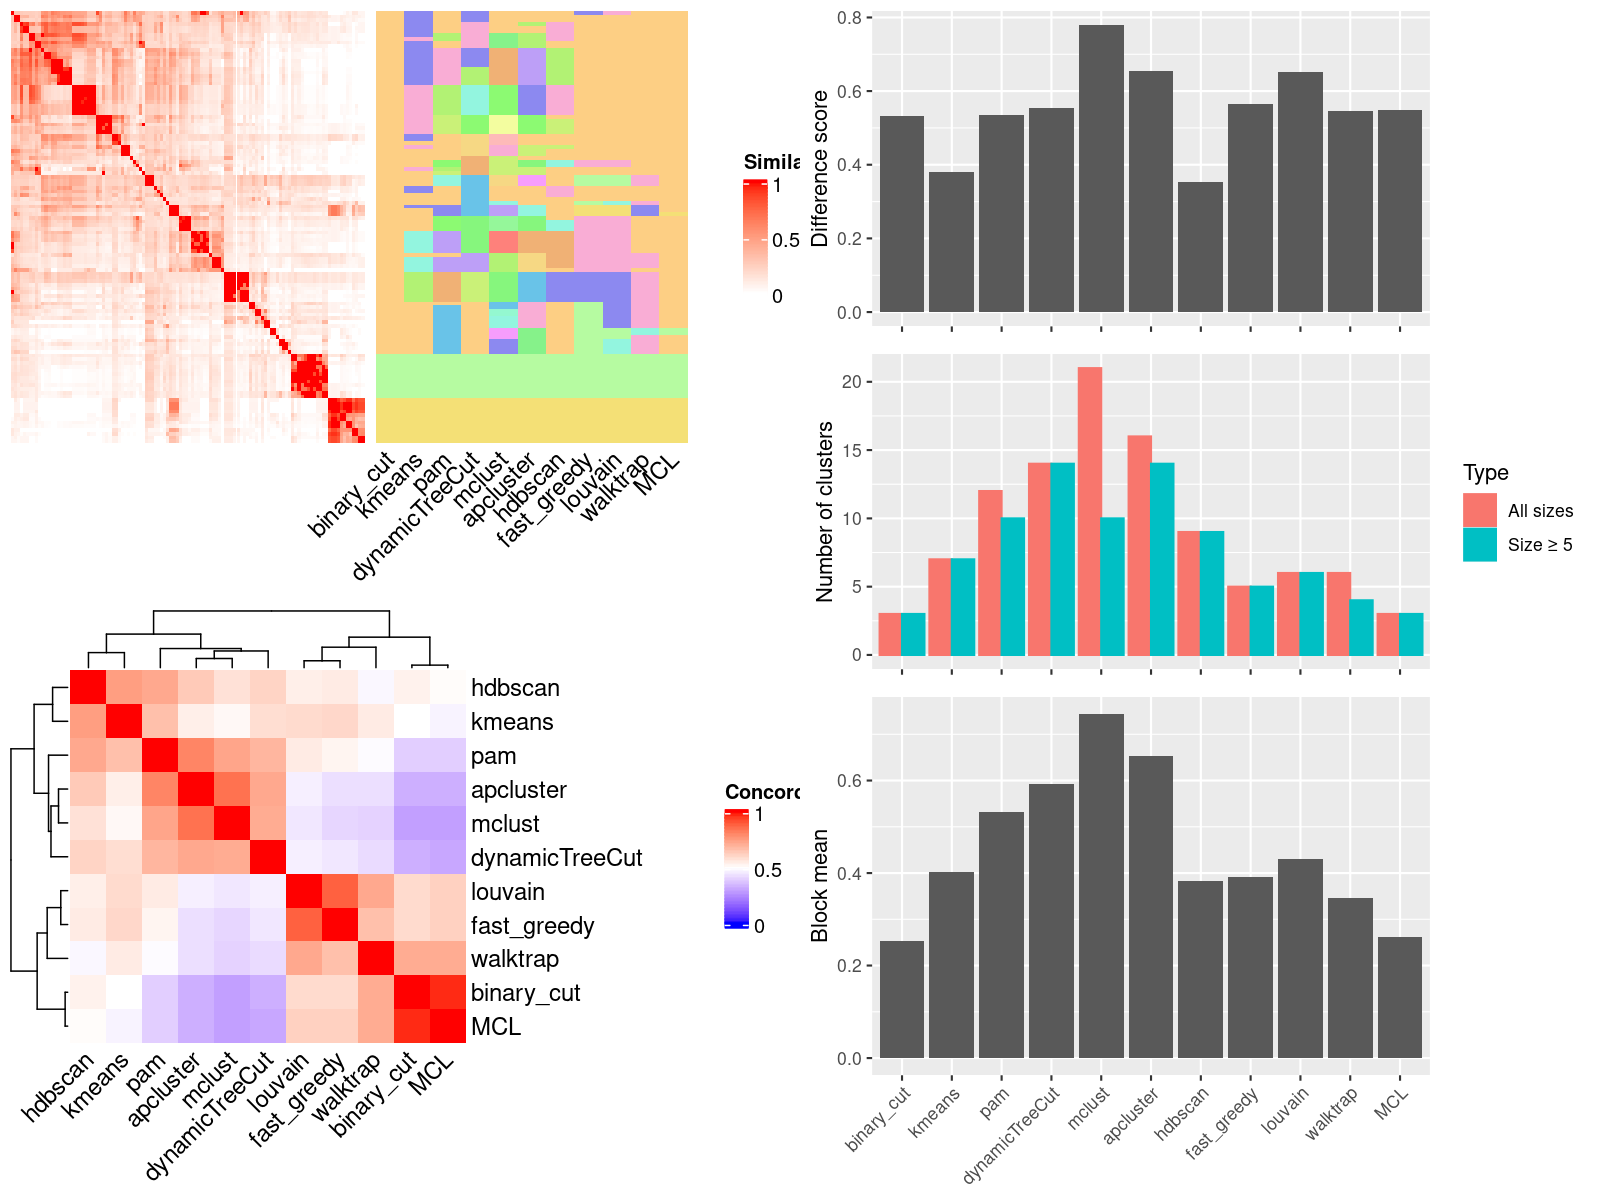 Simila
1
0.5
0
binary_cut
kmeans
pam
dynamicTreeCut
mclust
apcluster
hdbscan
fast_greedy
louvain
walktrap
MCL
hdbscan
kmeans
pam
apcluster
mclust
dynamicTreeCut
louvain
fast_greedy
walktrap
binary_cut
MCL
hdbscan
kmeans
pam
apcluster
mclust
dynamicTreeCut
louvain
fast_greedy
walktrap
binary_cut
MCL
Concord
1
0.5
0
Difference score
0.8
0.6
0.4
0.2
0.0
Number of clusters
20
15
10
5
0
Block mean
0.6
0.4
0.2
0.0
binary_cut
kmeans
pam
dynamicTreeCut
mclust
apcluster
hdbscan
fast_greedy
louvain
walktrap
MCL
Type
All sizes
Size ≥ 5